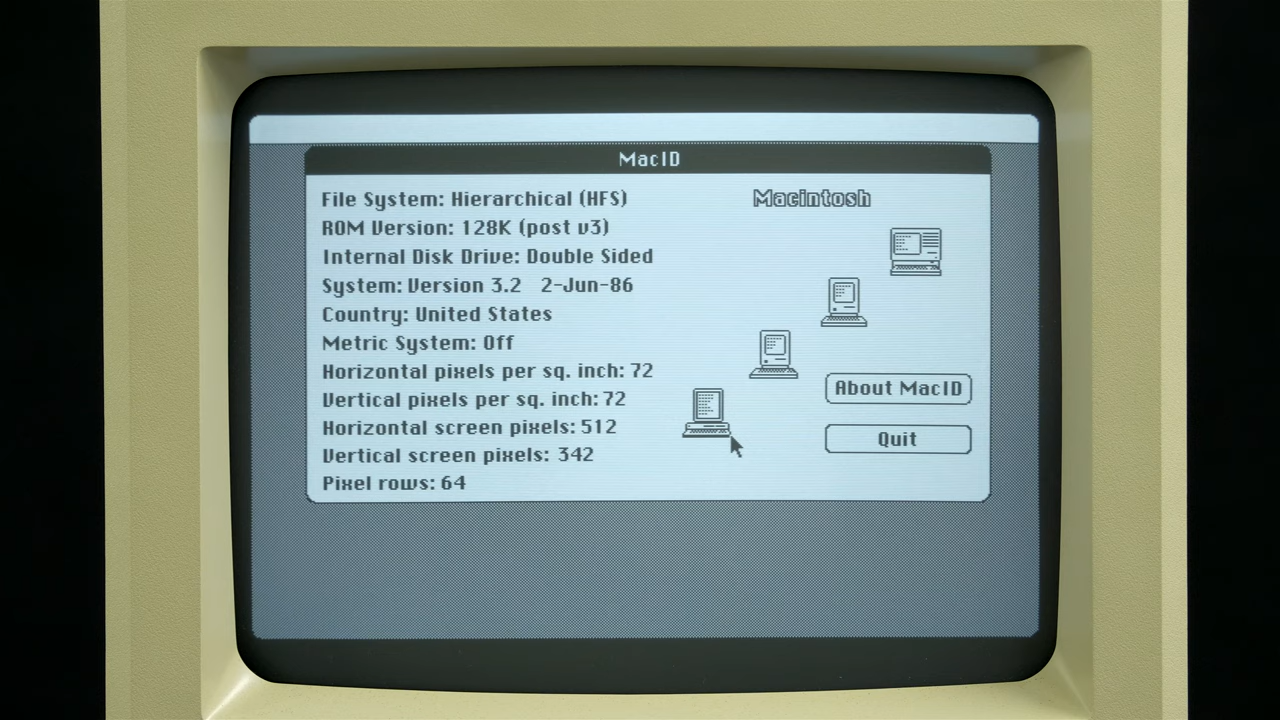 MacID
File System: Hierarchical (HFS)
Macintosh
ROM Version: 128K (post v3)
Internal Disk Drive: Double Sided
System: Version 3.2   2-Jun-86
Country: United States
Metric System: Off
Horizontal pixels per sq. inch: 72
About MacID
Vertical pixels per sq. inch: 72
Horizontal screen pixels: 512
Quit
Vertical screen pixels: 342
Pixel rows: 64